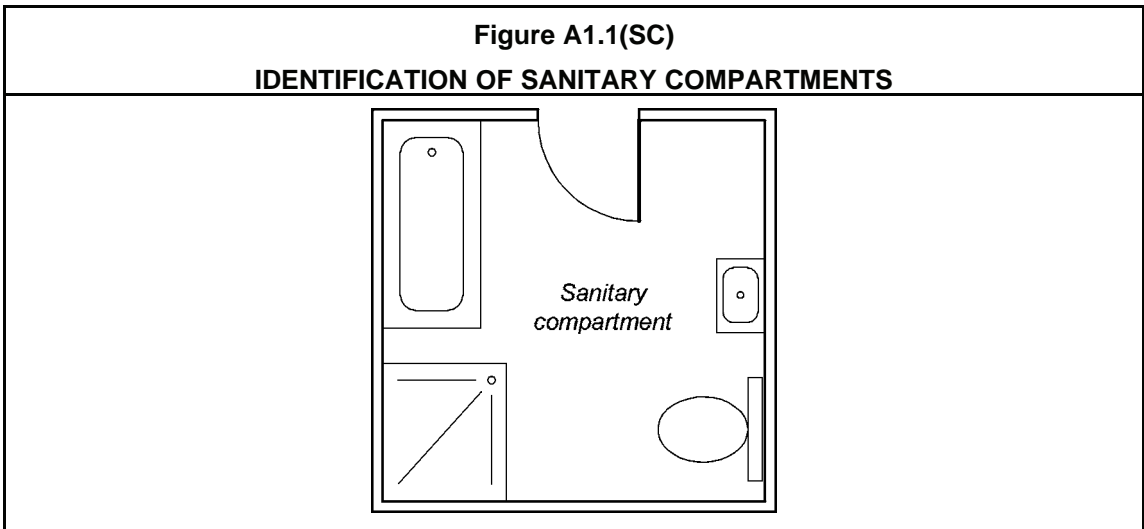 Figure A1.1(SC)
IDENTIFICATION OF SANITARY COMPARTMENTS
Sanitary
compartment